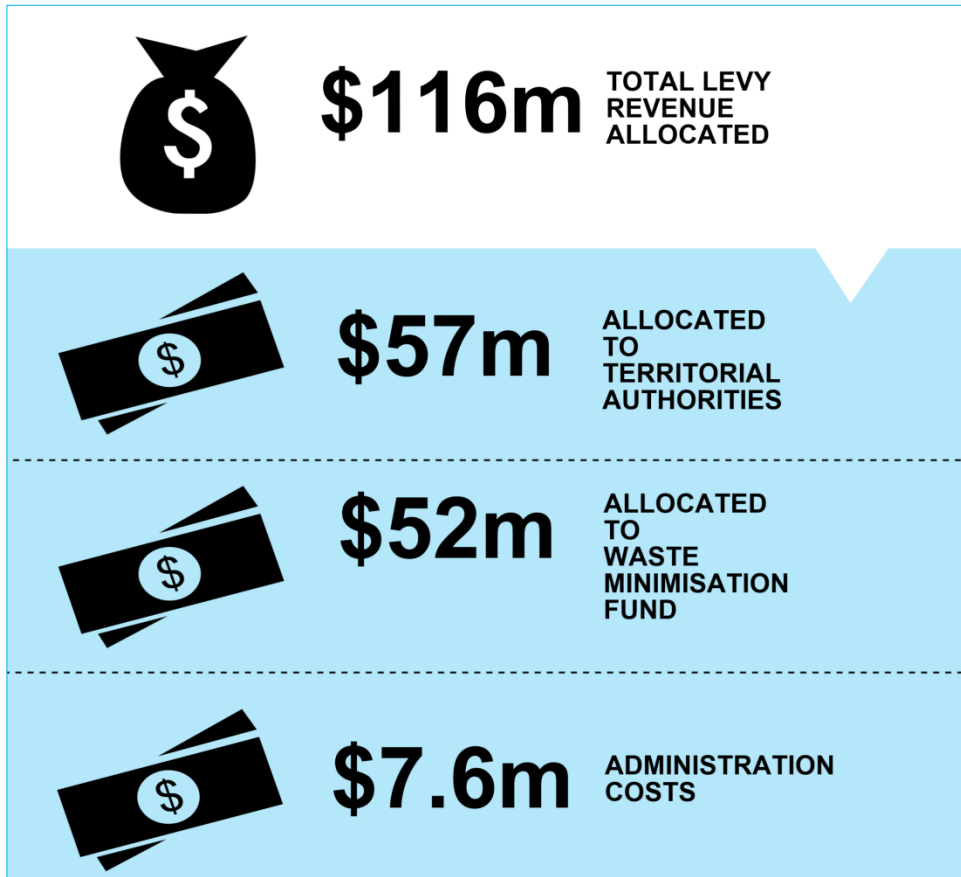 $
$116m
TOTAL LEVY
REVENUE
ALLOCATED
$
$57m
ALLOCATED
TO
TERRITORIAL
AUTHORITIES
$
$52m
ALLOCATED
TO
WASTE
MINIMISATION
FUND
$
$7.6m
ADMINISTRATION
COSTS